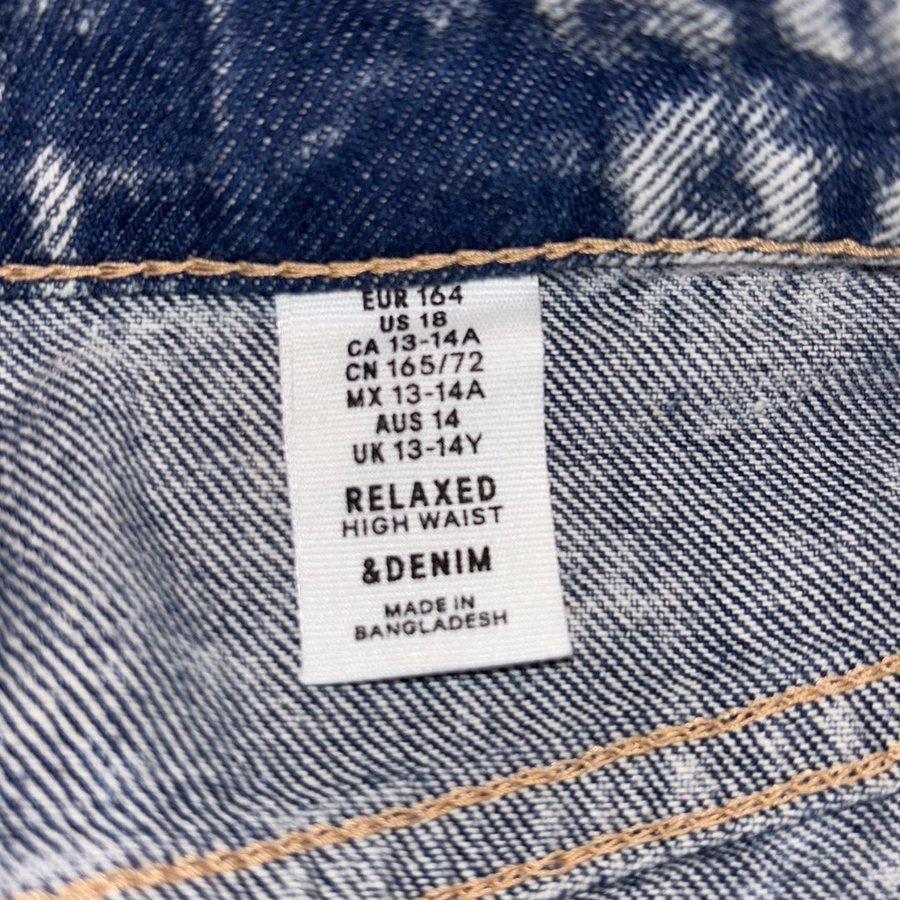 EUR 164
US 18
CA 13-14A
CN 165/72
MX 13-14A
AUS 14
UK 13-14Y
RELAXED
HIGH WAIST
&DENIM
MADE IN
BANGLADESH